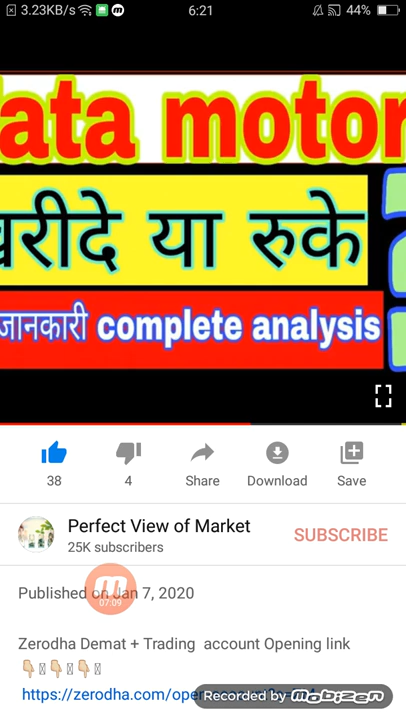 3.23KB/s 6:21 44%
ata motor
खरीदे या रुके
जानकारी complete analysis
38 4 Share Download Save
Perfect View of Market
SUBSCRIBE
25K subscribers
Published on Jan 7, 2020
07:09
Zerodha Demat + Trading account Opening link
https://zerodha.com/open
Recorded by mobizen